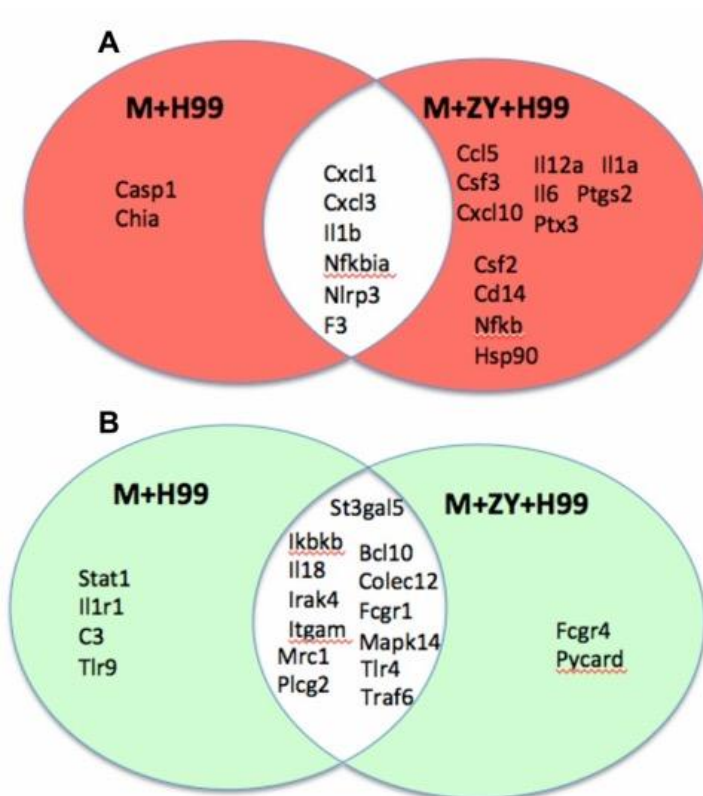 A
M+H99
M+ZY+H99
Casp1
Chia
Cxcl1
Cxcl3
Il1b
Nfkbia
Nlrp3
F3
Ccl5
Csf3
Cxcl10
Il12a Il1a
Il6 Ptgs2
Ptx3
Csf2
Cd14
Nfkb
Hsp90
B
M+H99
M+ZY+H99
Stat1
Il1r1
C3
Tlr9
St3gal5
Ikbkb
Il18
Irak4
Itgam
Mrc1
Plcg2
Bcl10
Colec12
Fcgr1
Mapk14
Tlr4
Traf6
Fcgr4
Pycard